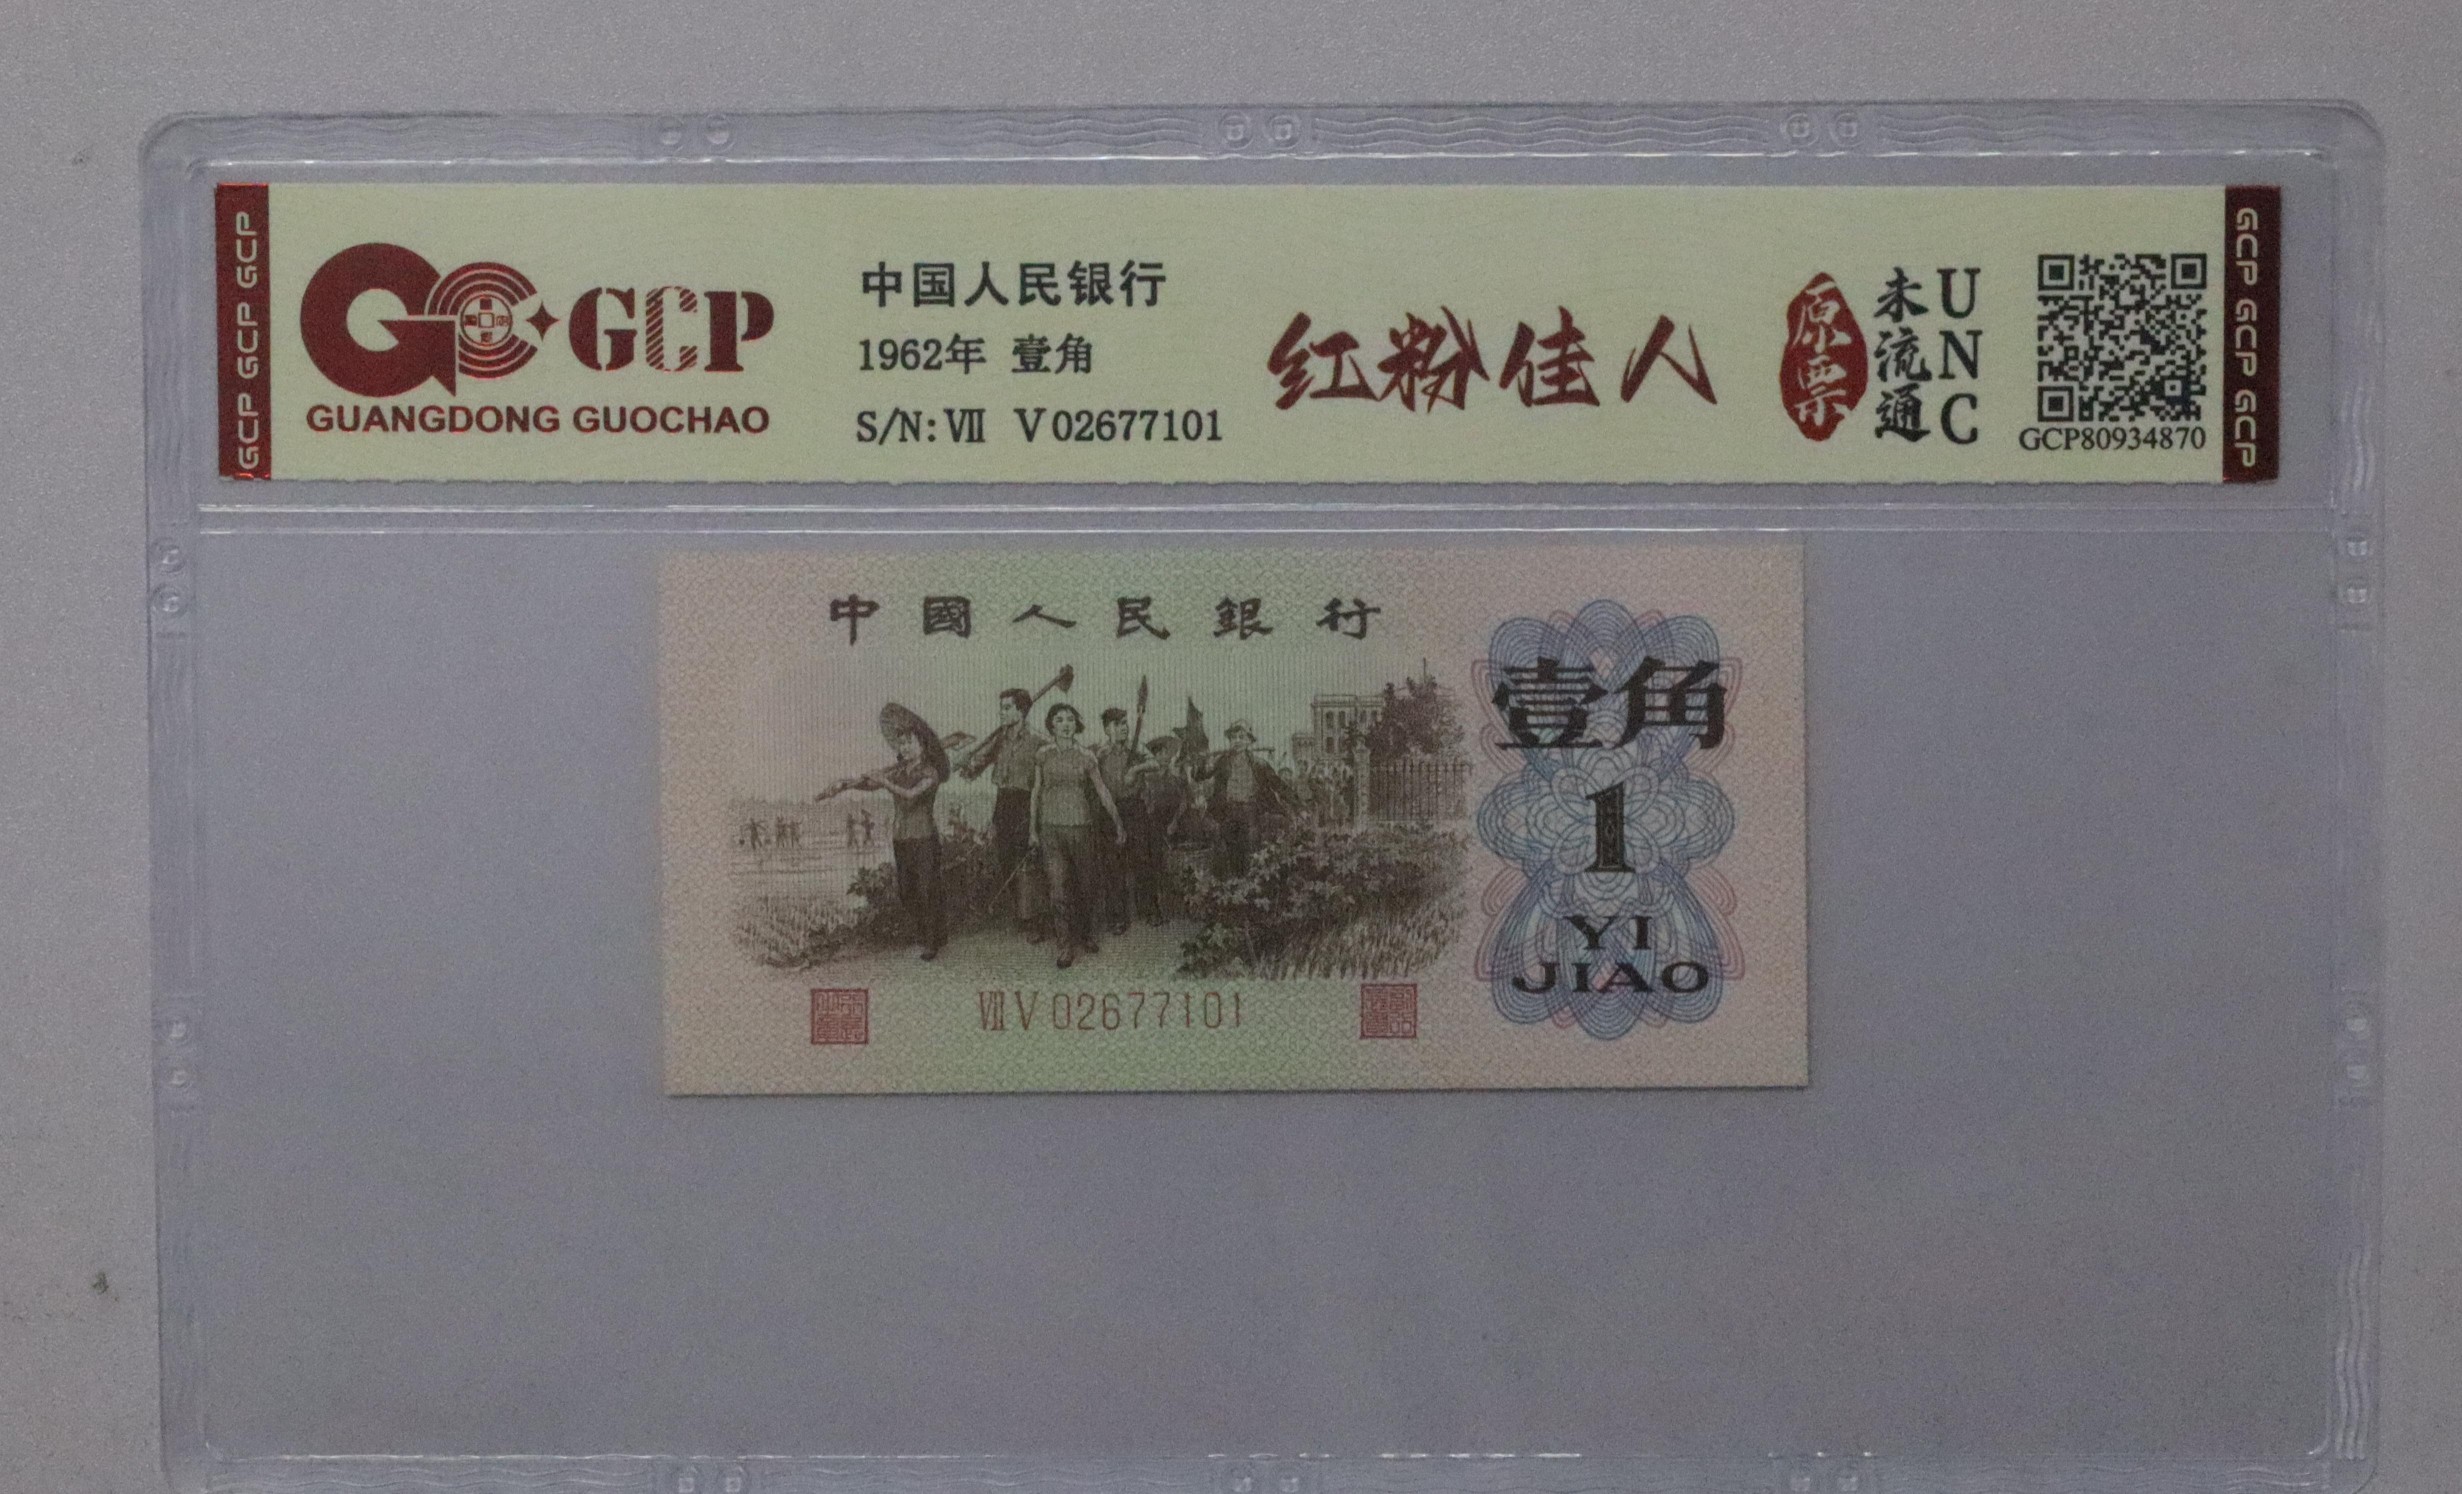 GCP GCP GCP
GCP
GUANGDONG GUOCHAO
中国人民银行
1962年 壹角
S/N: Ⅶ V 02677101
红粉佳人
原票
未流通
UNC
GCP80934870
GCP GCP GCP
中國人民銀行
壹角
1
YI
JIAO
Ⅶ V 02677101